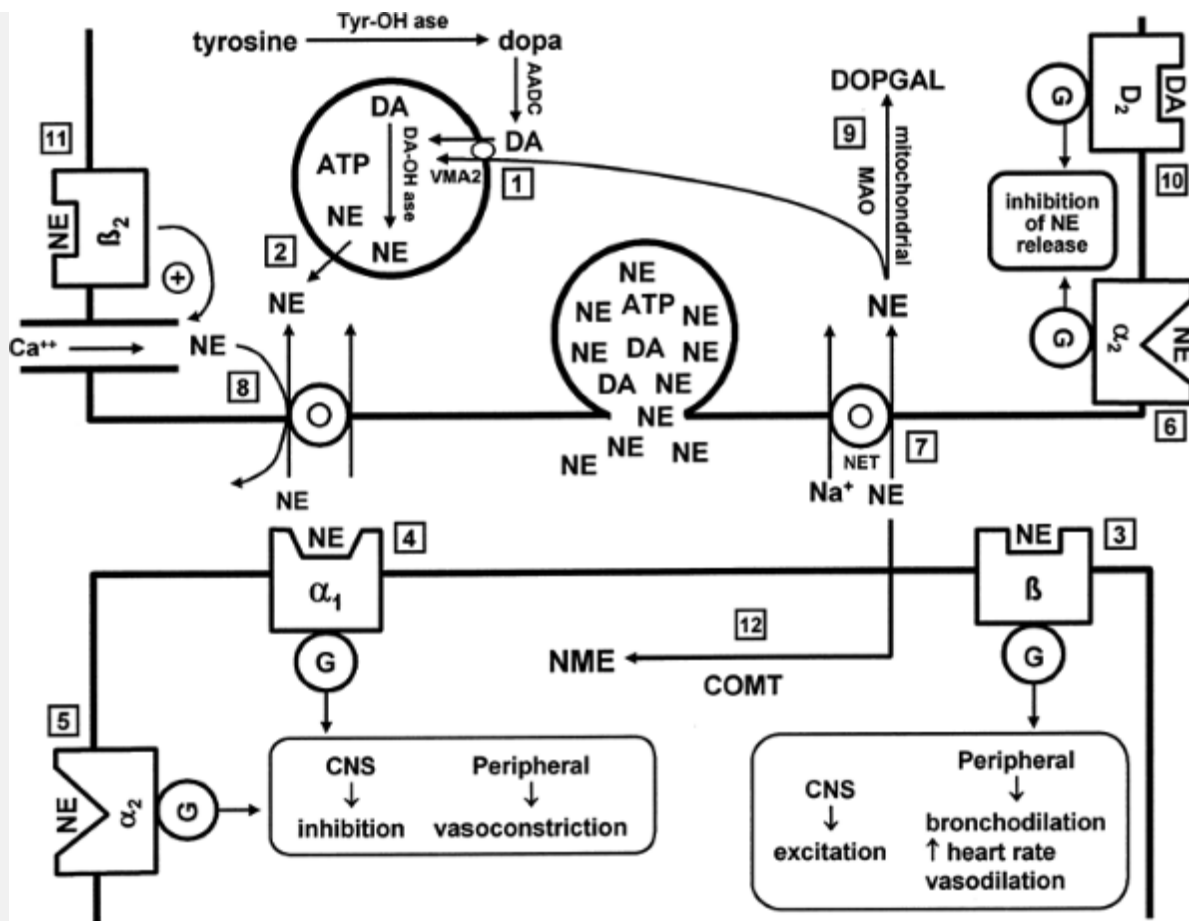 Tyr-OH ase
tyrosine
dopa
AADC
DA
DA
DA-OH ase
ATP
VMA2
1
NE
NE
2
NE
11
NE
ß2
+
Ca++
NE
8
NE
NE
ATP
NE
NE
NE
DA
NE
DA
NE
NE
NE
NE
NE
DOPGAL
9
mitochondrial
MAO
NE
7
NET
Na+
NE
G
D2
DA
10
inhibition
of NE
release
G
α2
NE
6
NE
4
α1
G
NE
3
ß
G
12
NME
COMT
5
NE
α2
G
CNS
↓
inhibition
Peripheral
↓
vasoconstriction
CNS
↓
excitation
Peripheral
↓
bronchodilation
↑ heart rate
vasodilation